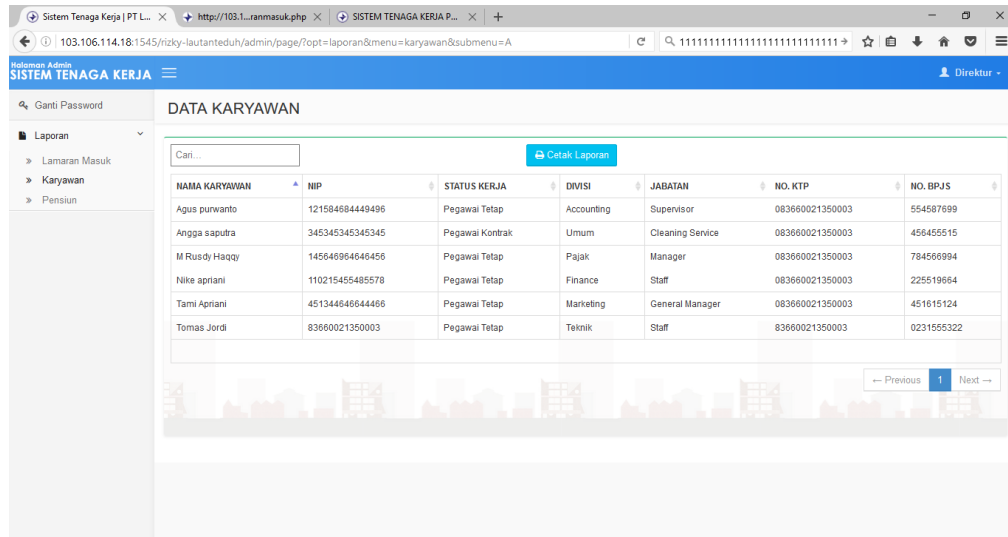 Sistem Tenaga Kerja | PT L... http://103.1...ranmasuk.php SISTEM TENAGA KERJA P...
103.106.114.18:1545/rizky-lautanteduh/admin/page/?opt=laporan&menu=karyawan&submenu=A
Halaman Admin
SISTEM TENAGA KERJA Direktur
Ganti Password
Laporan
Lamaran Masuk
Karyawan
Pensiun
DATA KARYAWAN
Cari... Cetak Laporan
NAMA KARYAWAN NIP STATUS KERJA DIVISI JABATAN NO. KTP NO. BPJS
Agus purwanto 121584684449496 Pegawai Tetap Accounting Supervisor 083660021350003 554587699
Angga saputra 345345345345345 Pegawai Kontrak Umum Cleaning Service 083660021350003 456455515
M Rusdy Haqqy 145646964646456 Pegawai Tetap Pajak Manager 083660021350003 784566994
Nike apriani 110215455485578 Pegawai Tetap Finance Staff 083660021350003 225519664
Tami Apriani 451344646644466 Pegawai Tetap Marketing General Manager 083660021350003 451615124
Tomas Jordi 83660021350003 Pegawai Tetap Teknik Staff 83660021350003 0231555322
← Previous 1 Next →